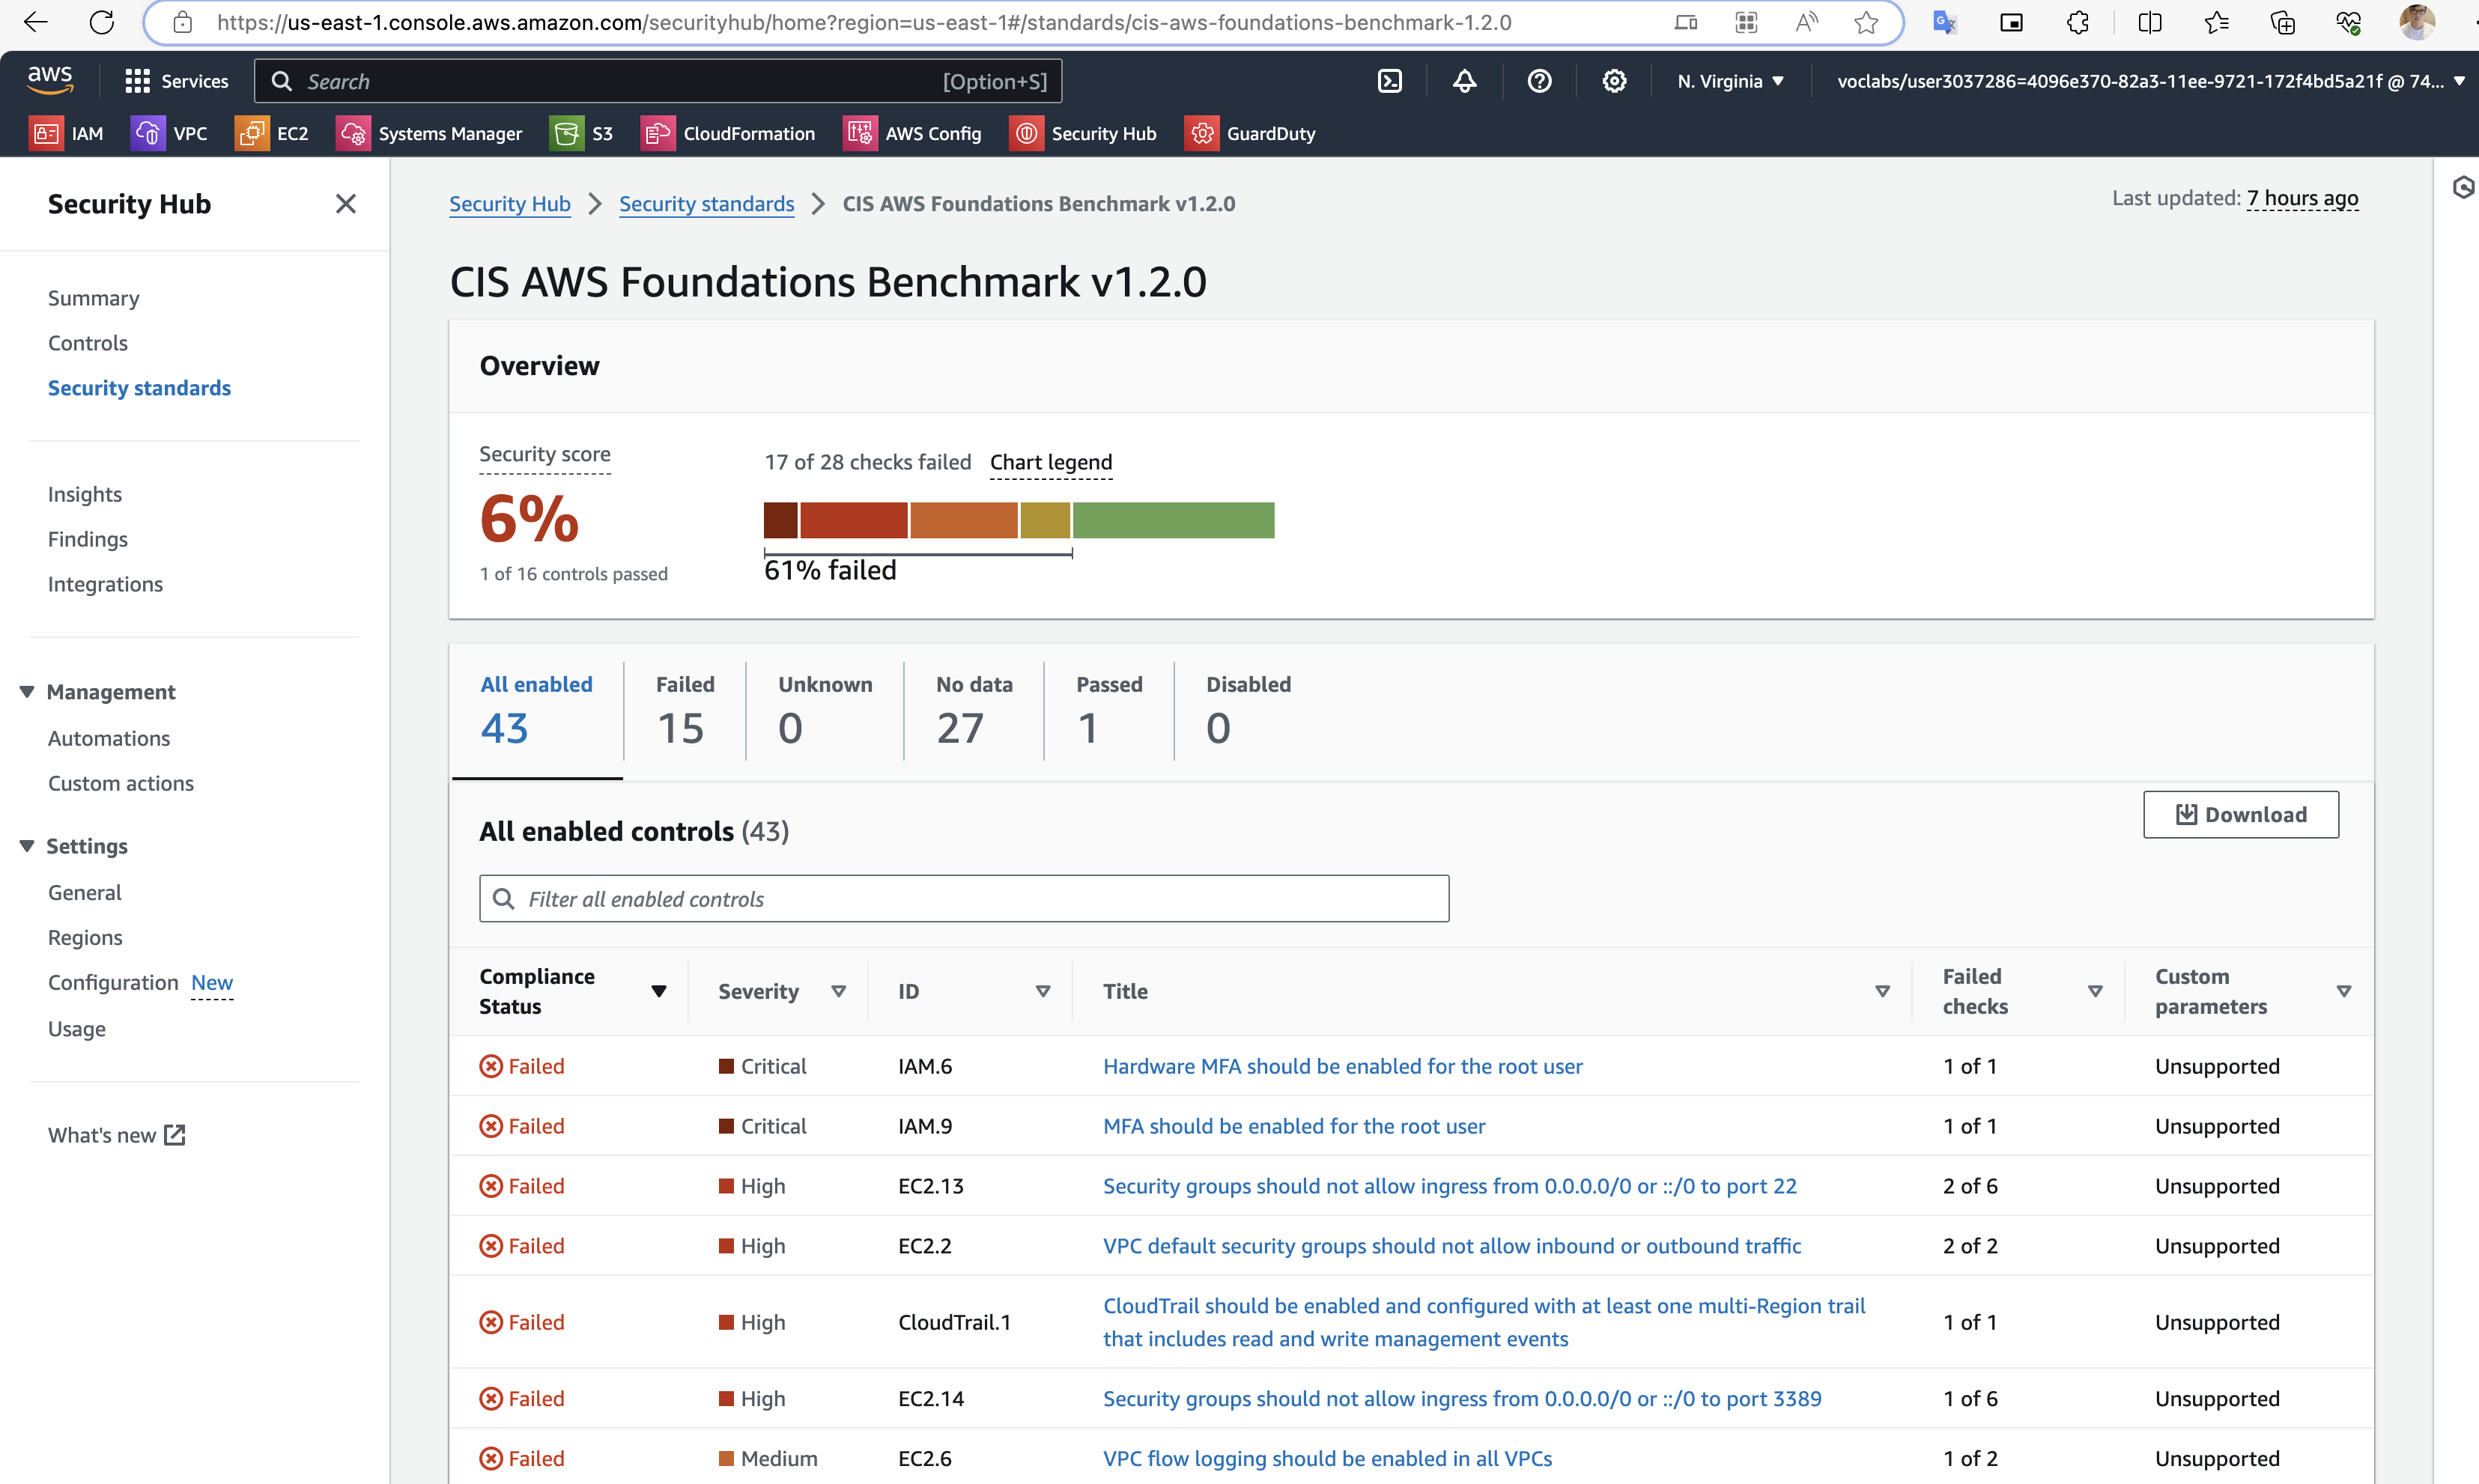 https://us-east-1.console.aws.amazon.com/securityhub/home?region=us-east-1#/standards/cis-aws-foundations-benchmark-1.2.0
aws
Services
Search
[Option+S]
N. Virginia
voclabs/user3037286=4096e370-82a3-11ee-9721-172f4bd5a21f @ 74...
IAM
VPC
EC2
Systems Manager
S3
CloudFormation
AWS Config
Security Hub
GuardDuty
Security Hub
Summary
Controls
Security standards
Insights
Findings
Integrations
Management
Automations
Custom actions
Settings
General
Regions
Configuration New
Usage
What's new
Security Hub
Security standards
CIS AWS Foundations Benchmark v1.2.0
Last updated: 7 hours ago
CIS AWS Foundations Benchmark v1.2.0
Overview
Security score
6%
1 of 16 controls passed
17 of 28 checks failed Chart legend
61% failed
All enabled
43
Failed
15
Unknown
0
No data
27
Passed
1
Disabled
0
All enabled controls (43)
Download
Filter all enabled controls
Compliance Status
Severity
ID
Title
Failed checks
Custom parameters
Failed Critical IAM.6 Hardware MFA should be enabled for the root user 1 of 1 Unsupported
Failed Critical IAM.9 MFA should be enabled for the root user 1 of 1 Unsupported
Failed High EC2.13 Security groups should not allow ingress from 0.0.0.0/0 or ::/0 to port 22 2 of 6 Unsupported
Failed High EC2.2 VPC default security groups should not allow inbound or outbound traffic 2 of 2 Unsupported
Failed High CloudTrail.1 CloudTrail should be enabled and configured with at least one multi-Region trail
that includes read and write management events 1 of 1 Unsupported
Failed High EC2.14 Security groups should not allow ingress from 0.0.0.0/0 or ::/0 to port 3389 1 of 6 Unsupported
Failed Medium EC2.6 VPC flow logging should be enabled in all VPCs 1 of 2 Unsupported